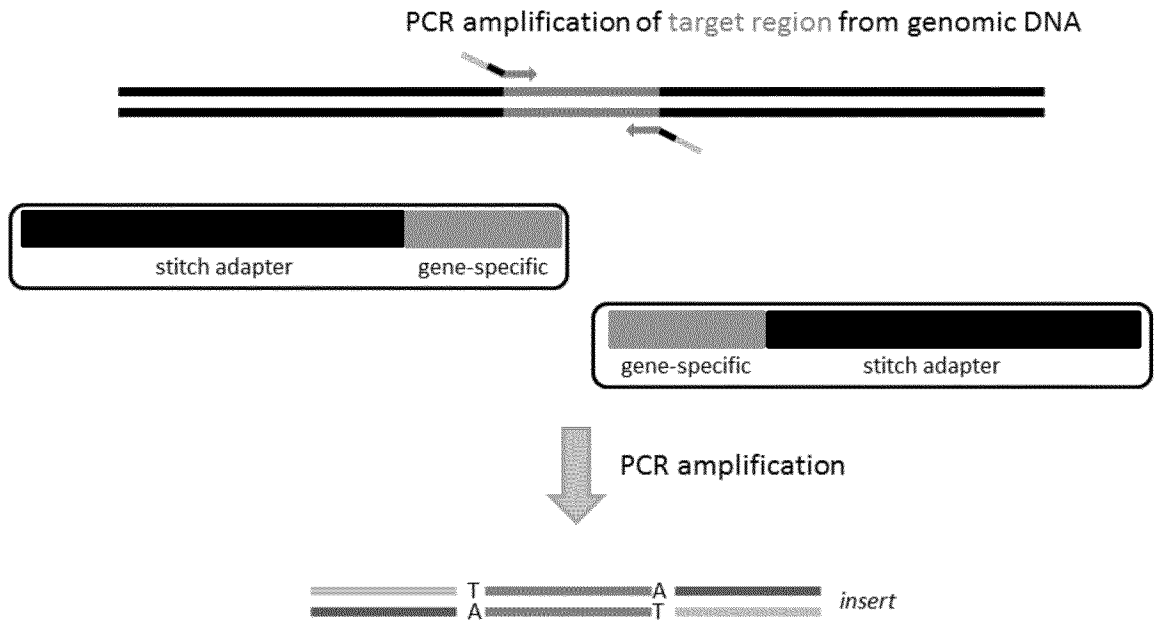 PCR amplification of target region from genomic DNA
stitch adapter gene-specific
gene-specific stitch adapter
PCR amplification
T A insert
A T